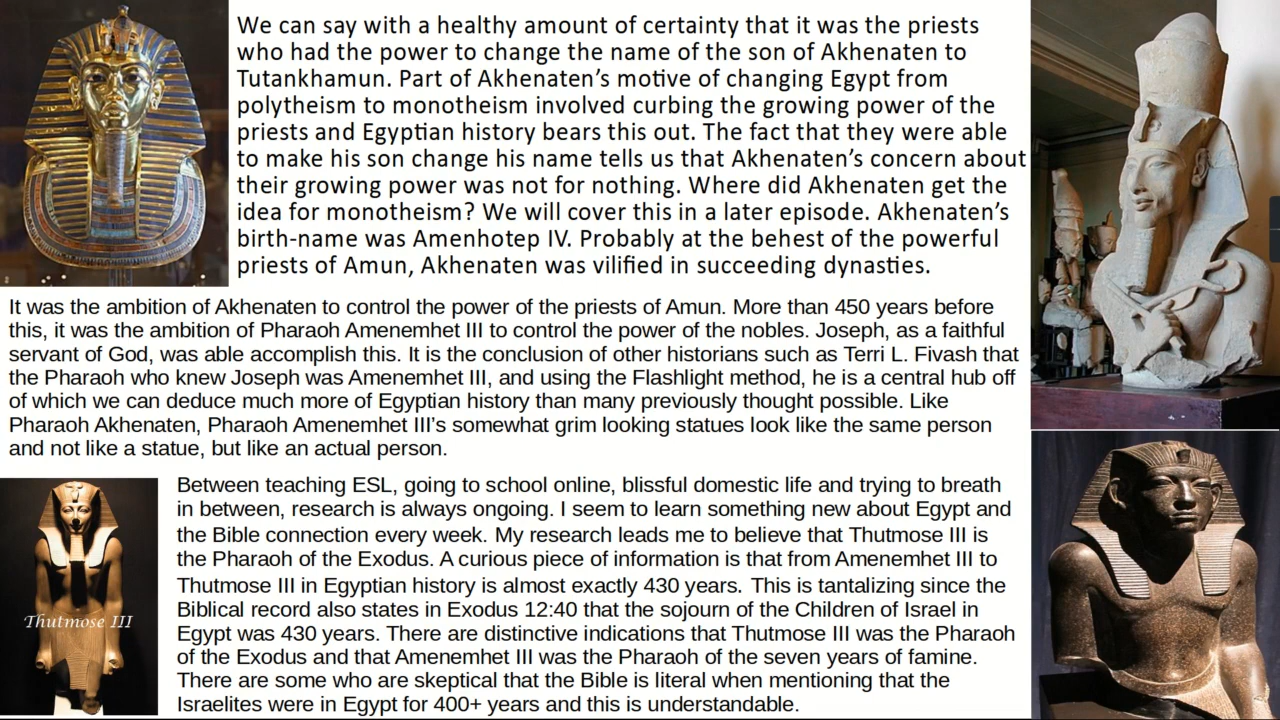 We can say with a healthy amount of certainty that it was the priests
who had the power to change the name of the son of Akhenaten to
Tutankhamun. Part of Akhenaten’s motive of changing Egypt from
polytheism to monotheism involved curbing the growing power of the
priests and Egyptian history bears this out. The fact that they were able
to make his son change his name tells us that Akhenaten’s concern about
their growing power was not for nothing. Where did Akhenaten get the
idea for monotheism? We will cover this in a later episode. Akhenaten’s
birth-name was Amenhotep IV. Probably at the behest of the powerful
priests of Amun, Akhenaten was vilified in succeeding dynasties.
It was the ambition of Akhenaten to control the power of the priests of Amun. More than 450 years before
this, it was the ambition of Pharaoh Amenemhet III to control the power of the nobles. Joseph, as a faithful
servant of God, was able accomplish this. It is the conclusion of other historians such as Terri L. Fivash that
the Pharaoh who knew Joseph was Amenemhet III, and using the Flashlight method, he is a central hub off
of which we can deduce much more of Egyptian history than many previously thought possible. Like
Pharaoh Akhenaten, Pharaoh Amenemhet III’s somewhat grim looking statues look like the same person
and not like a statue, but like an actual person.
Between teaching ESL, going to school online, blissful domestic life and trying to breath
in between, research is always ongoing. I seem to learn something new about Egypt and
the Bible connection every week. My research leads me to believe that Thutmose III is
the Pharaoh of the Exodus. A curious piece of information is that from Amenemhet III to
Thutmose III in Egyptian history is almost exactly 430 years. This is tantalizing since the
Biblical record also states in Exodus 12:40 that the sojourn of the Children of Israel in
Egypt was 430 years. There are distinctive indications that Thutmose III was the Pharaoh
of the Exodus and that Amenemhet III was the Pharaoh of the seven years of famine.
There are some who are skeptical that the Bible is literal when mentioning that the
Israelites were in Egypt for 400+ years and this is understandable.
Thutmose III